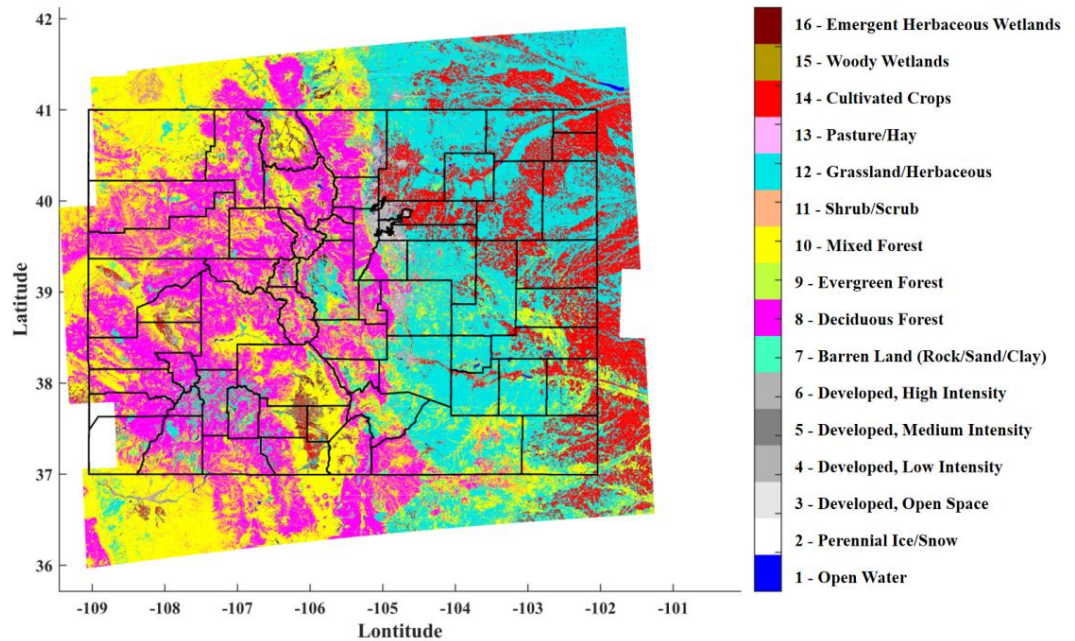 42
41
40
39
38
37
36
Latitude
-109
-108
-107
-106
-105
-104
-103
-102
-101
Lontitude
16 - Emergent Herbaceous Wetlands
15 - Woody Wetlands
14 - Cultivated Crops
13 - Pasture/Hay
12 - Grassland/Herbaceous
11 - Shrub/Scrub
10 - Mixed Forest
9 - Evergreen Forest
8 - Deciduous Forest
7 - Barren Land (Rock/Sand/Clay)
6 - Developed, High Intensity
5 - Developed, Medium Intensity
4 - Developed, Low Intensity
3 - Developed, Open Space
2 - Perennial Ice/Snow
1 - Open Water